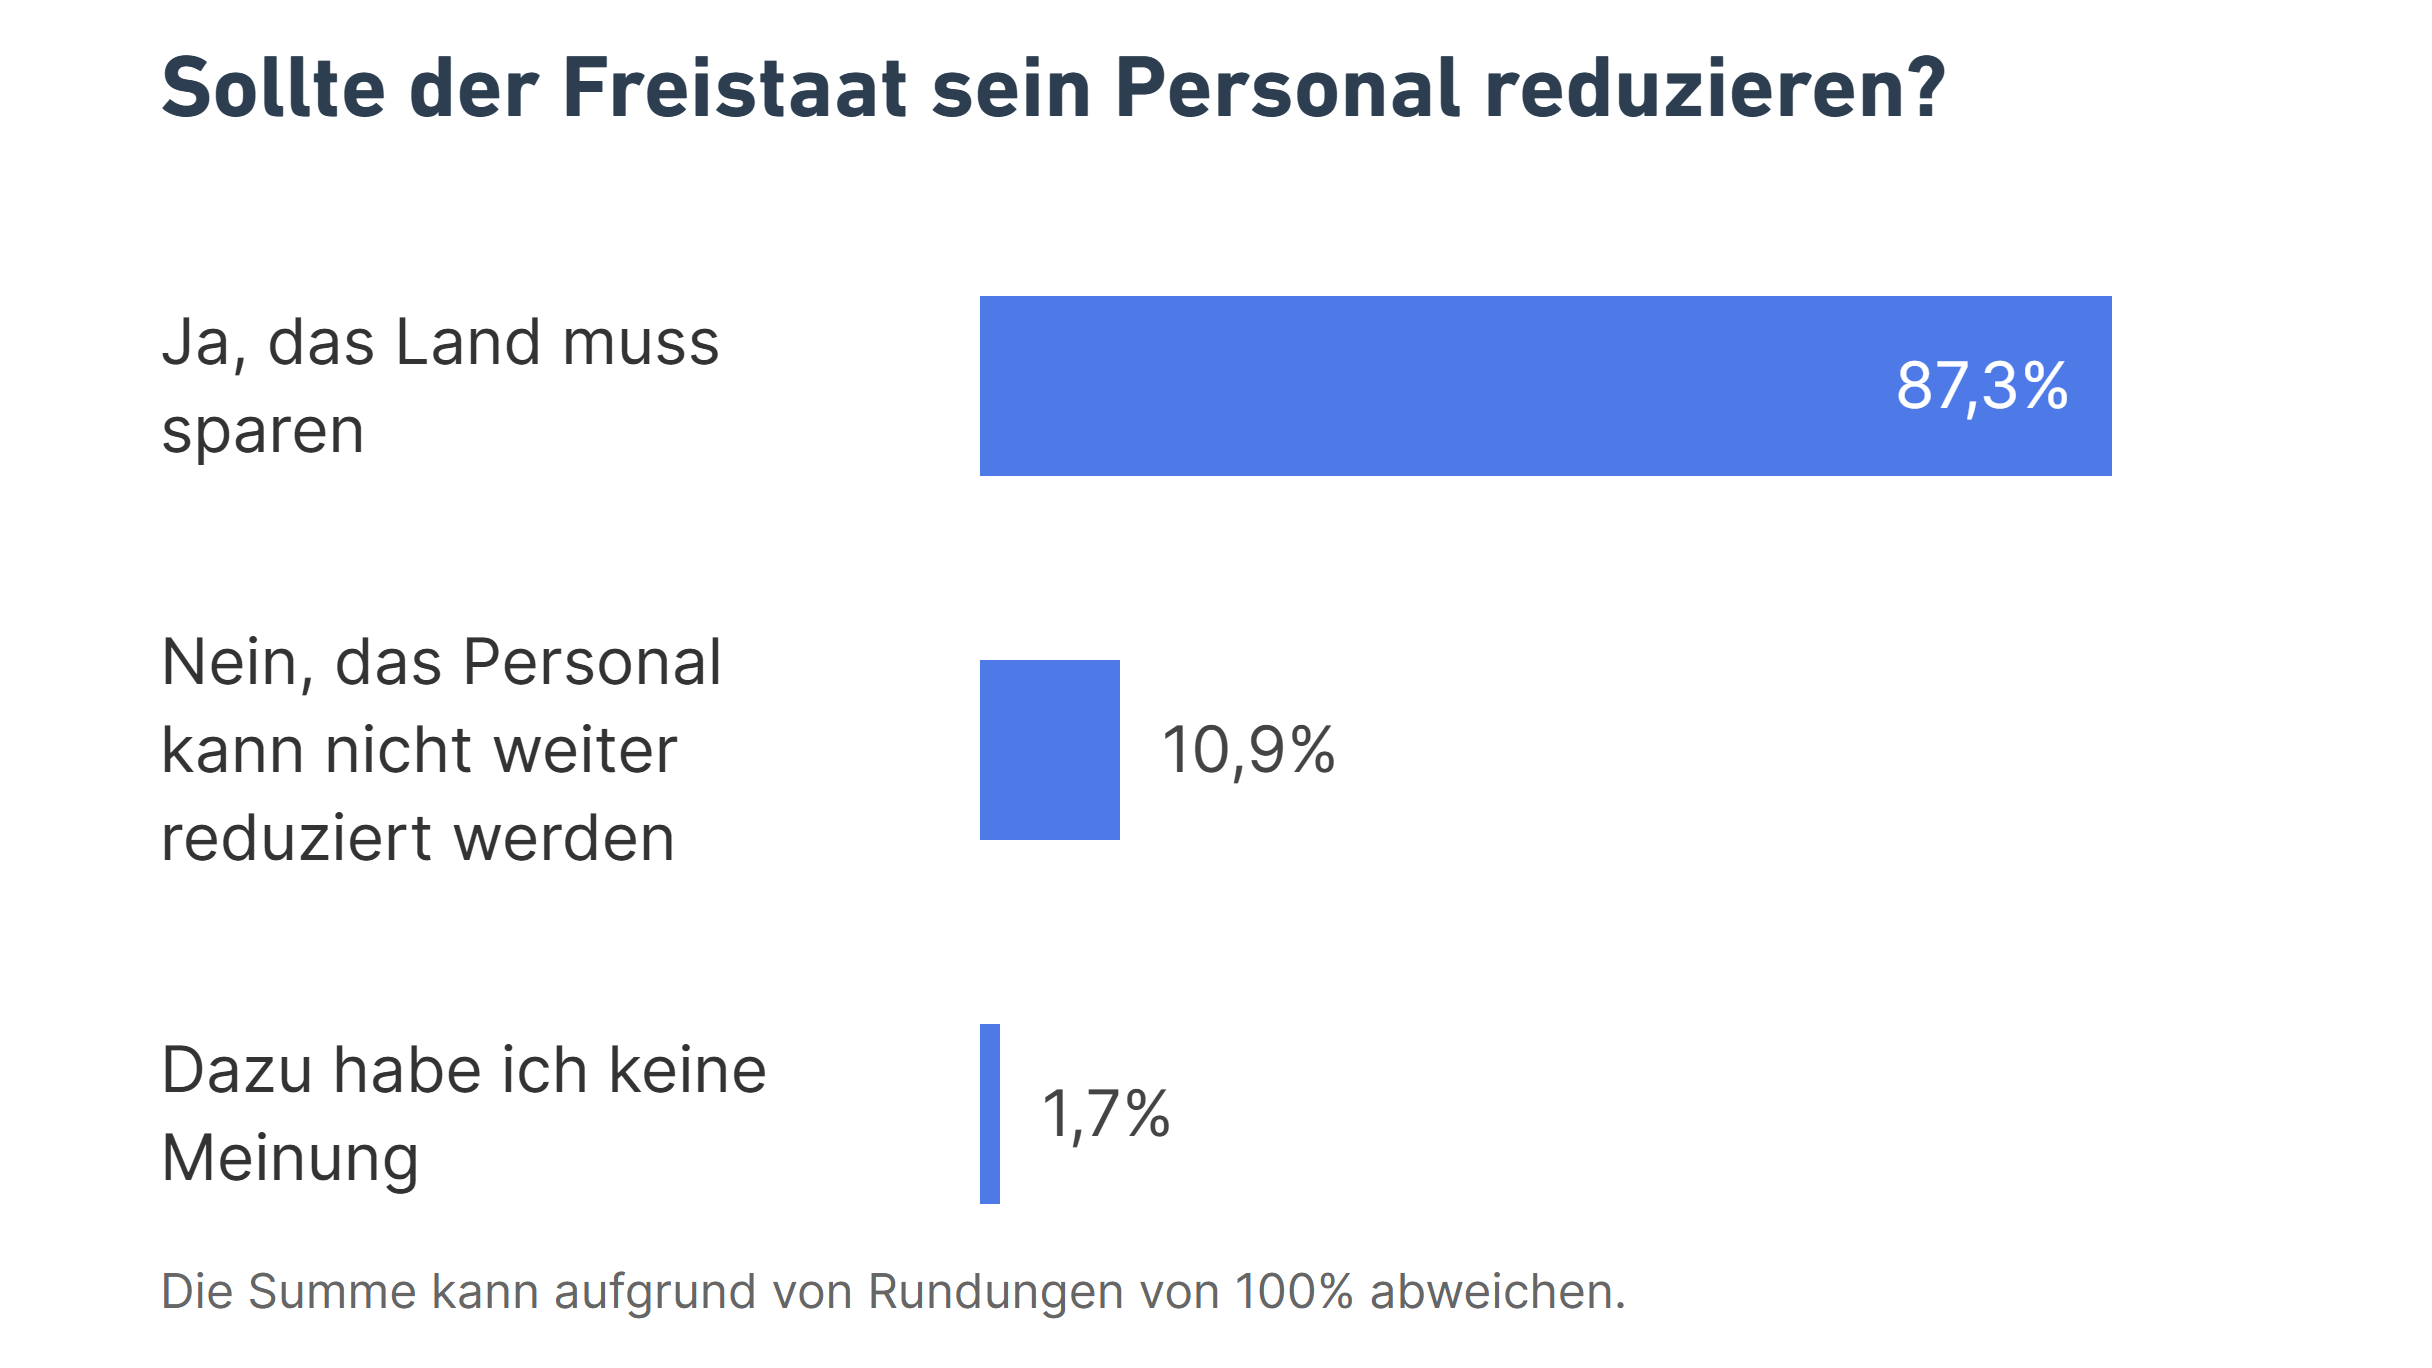 Sollte der Freistaat sein Personal reduzieren?
Ja, das Land muss
sparen
87,3%
Nein, das Personal
kann nicht weiter
reduziert werden
10,9%
Dazu habe ich keine
Meinung
1,7%
Die Summe kann aufgrund von Rundungen von 100% abweichen.